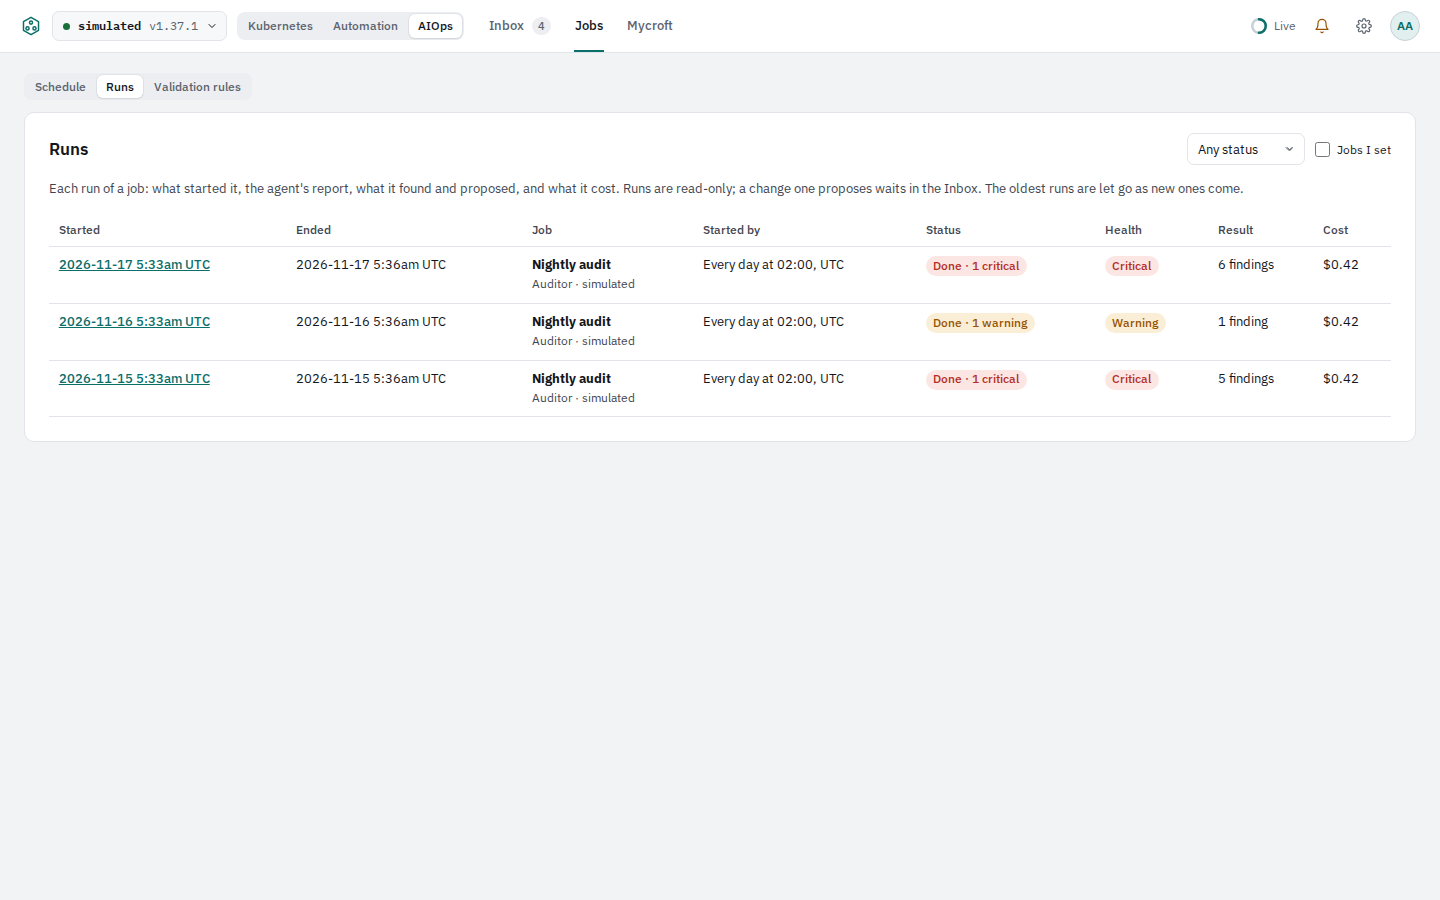 simulated v1.37.1 Kubernetes Automation AIOps Inbox 4 Jobs Mycroft Live AA
Schedule Runs Validation rules
Runs Any status Jobs I set
Each run of a job: what started it, the agent's report, what it found and proposed, and what it cost. Runs are read-only; a change one proposes waits in the Inbox. The oldest runs are let go as new ones come.
Started Ended Job Started by Status Health Result Cost
2026-11-17 5:33am UTC 2026-11-17 5:36am UTC Nightly audit Every day at 02:00, UTC Done · 1 critical Critical 6 findings $0.42
Auditor · simulated
2026-11-16 5:33am UTC 2026-11-16 5:36am UTC Nightly audit Every day at 02:00, UTC Done · 1 warning Warning 1 finding $0.42
Auditor · simulated
2026-11-15 5:33am UTC 2026-11-15 5:36am UTC Nightly audit Every day at 02:00, UTC Done · 1 critical Critical 5 findings $0.42
Auditor · simulated